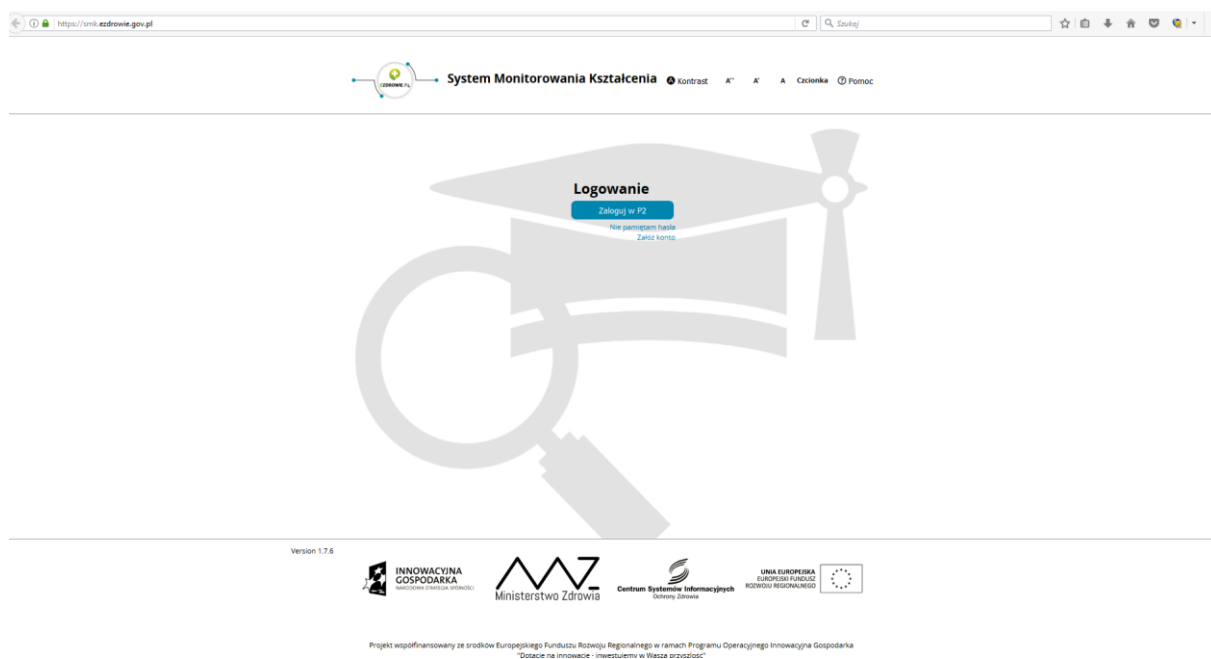 https://smk.ezdrowie.gov.pl
Szukaj
EZDROWIE.PL
System Monitorowania Kształcenia
Kontrast A++ A+ A Czcionka Pomoc
Logowanie
Zaloguj w P2
Nie pamiętam hasła
Załóż konto
Version 1.7.6
INNOWACYJNA
GOSPODARKA
NARODOWA STRATEGIA SPÓJNOŚCI
MZ
Ministerstwo Zdrowia
Centrum Systemów Informacyjnych
Ochrony Zdrowia
UNIA EUROPEJSKA
EUROPEJSKI FUNDUSZ
ROZWOJU REGIONALNEGO
Projekt współfinansowany ze środków Europejskiego Funduszu Rozwoju Regionalnego w ramach Programu Operacyjnego Innowacyjna Gospodarka
"Dotacje na innowacje - inwestujemy w Waszą przyszłość"